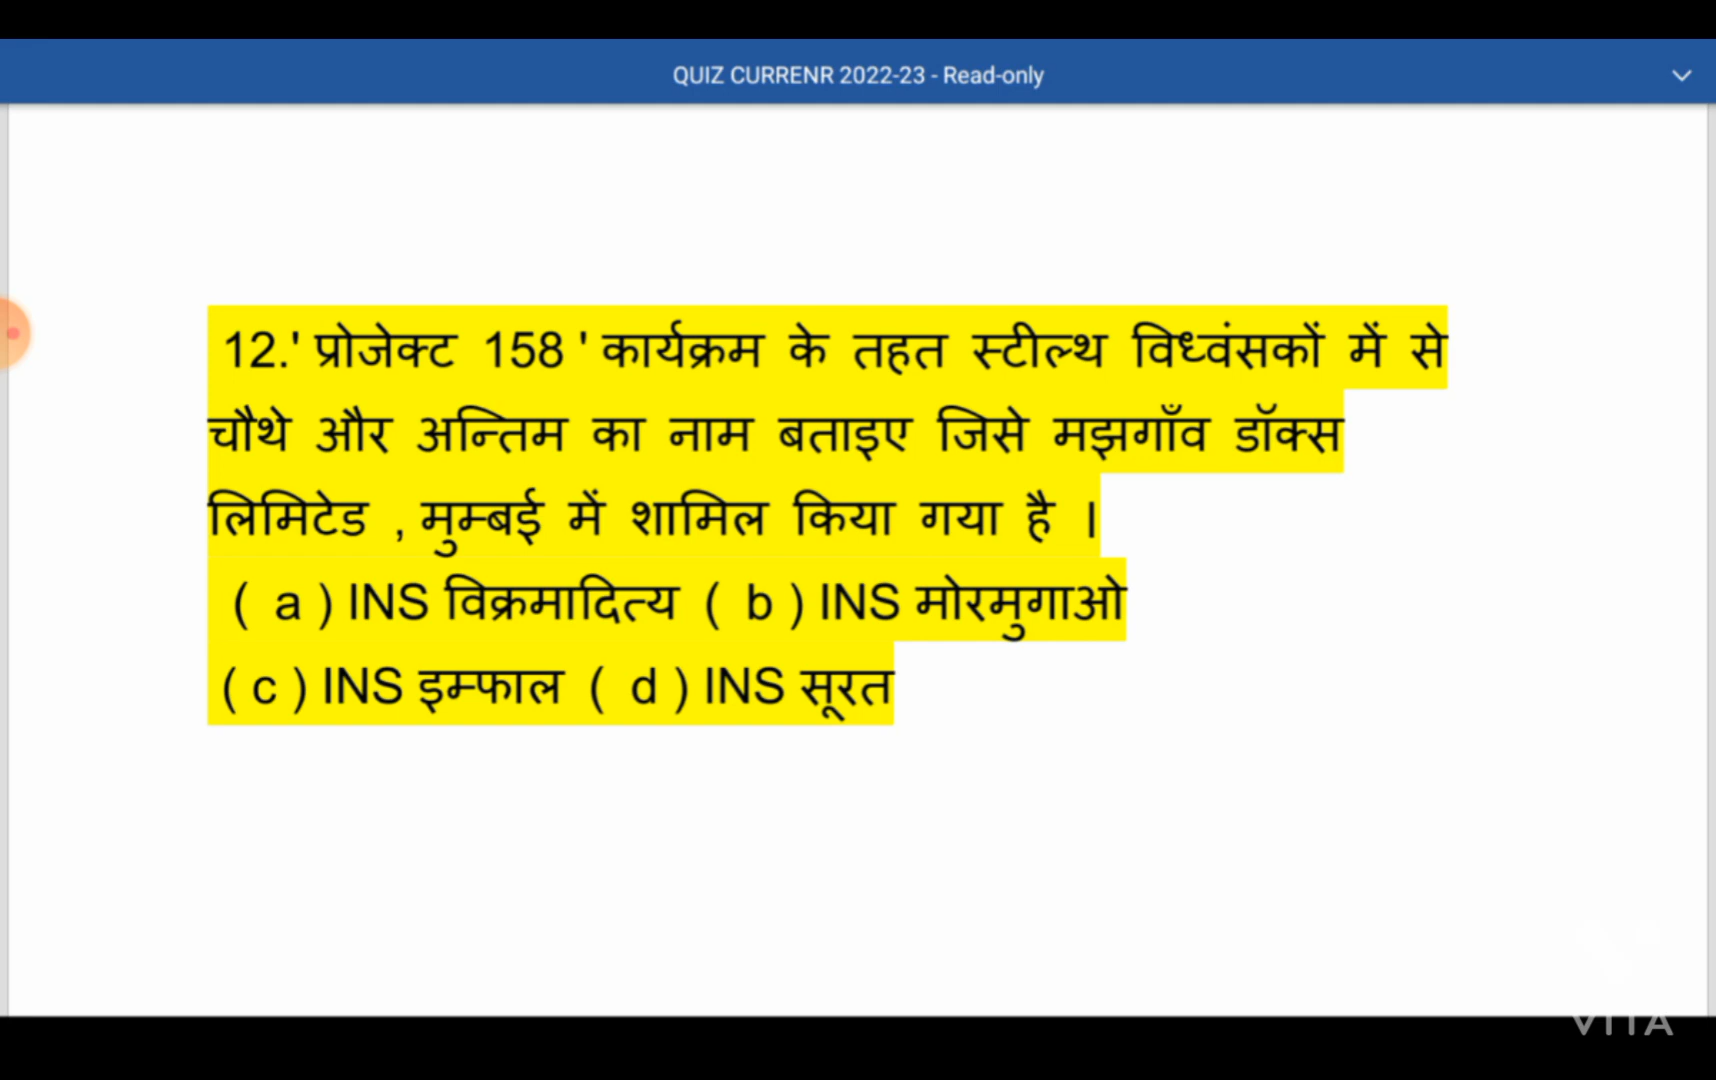 QUIZ CURRENR 2022-23 - Read-only
12.' प्रोजेक्ट 158 ' कार्यक्रम के तहत स्टील्थ विध्वंसकों में से
चौथे और अन्तिम का नाम बताइए जिसे मझगाँव डॉक्स
लिमिटेड , मुम्बई में शामिल किया गया है ।
( a ) INS विक्रमादित्य ( b ) INS मोरमुगाओ
( c ) INS इम्फाल ( d ) INS सूरत
VITA